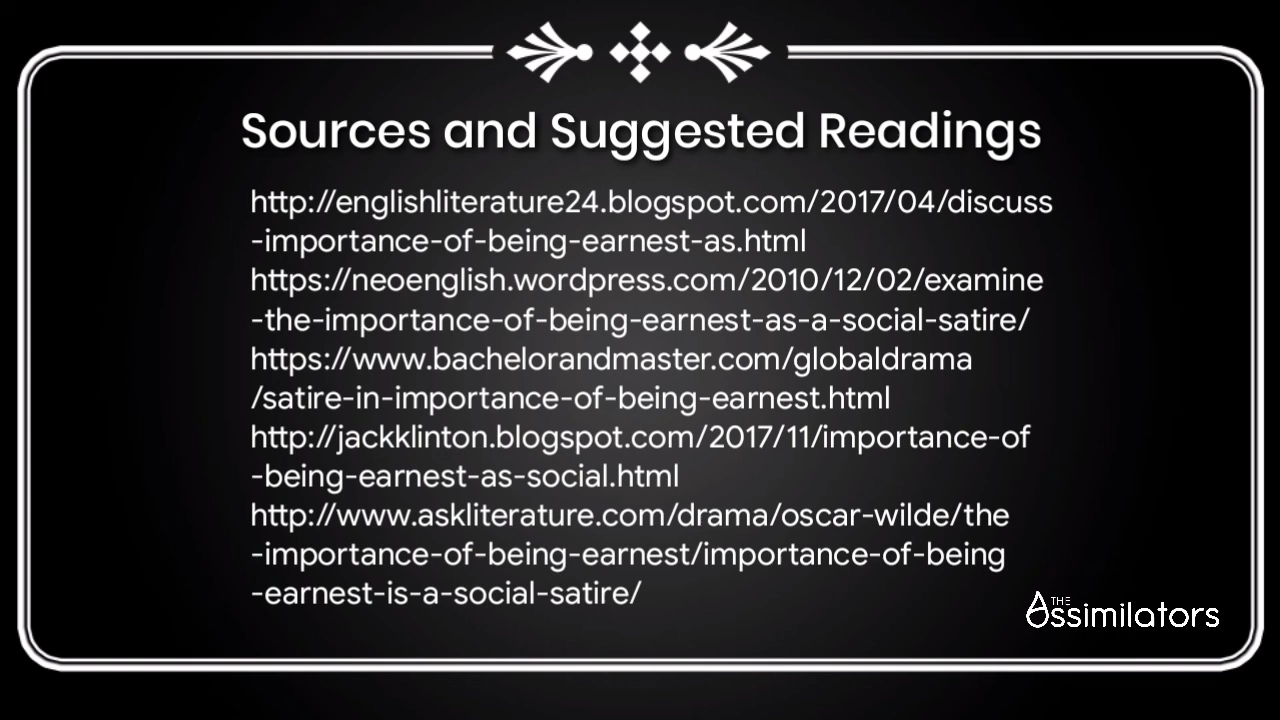 Sources and Suggested Readings
http://englishliterature24.blogspot.com/2017/04/discuss
-importance-of-being-earnest-as.html
https://neoenglish.wordpress.com/2010/12/02/examine
-the-importance-of-being-earnest-as-a-social-satire/
https://www.bachelorandmaster.com/globaldrama
/satire-in-importance-of-being-earnest.html
http://jackklinton.blogspot.com/2017/11/importance-of
-being-earnest-as-social.html
http://www.askliterature.com/drama/oscar-wilde/the
-importance-of-being-earnest/importance-of-being
-earnest-is-a-social-satire/
THE
Assimilators